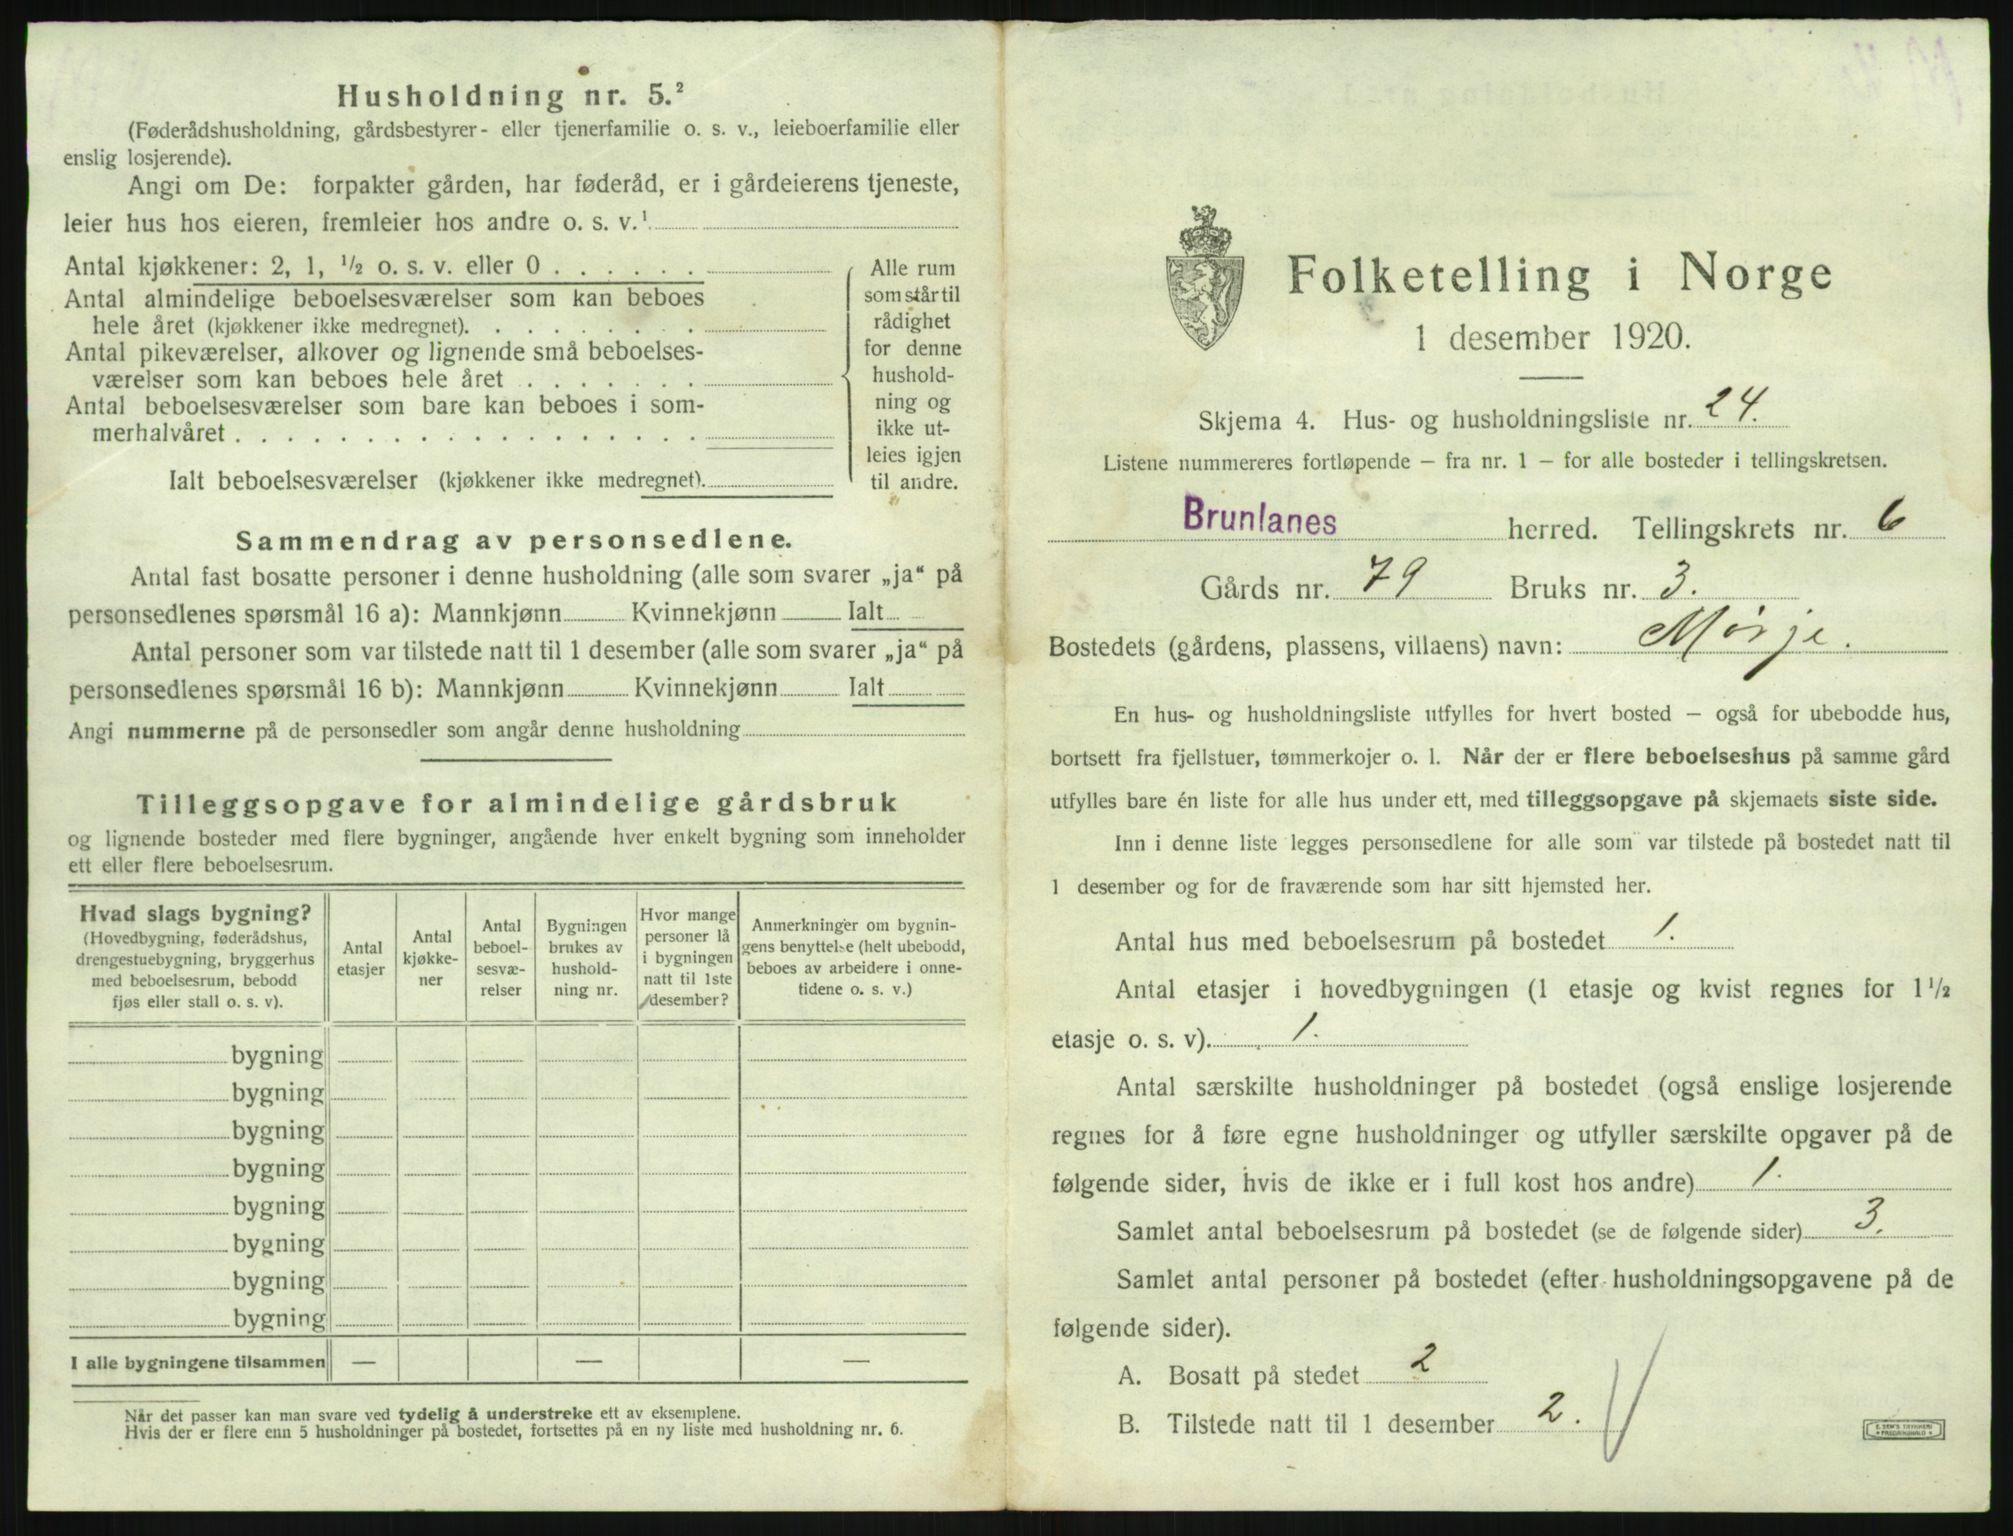 Husholdning nr. 5.²
(Føderådshusholdning, gårdsbestyrer- eller tjenerfamilie o. s. v., leieboerfamilie eller
enslig losjerende).
Angi om De: forpakter gården, har føderåd, er i gårdeierens tjeneste,
leier hus hos eieren, fremleier hos andre o. s. v.¹
Antal kjøkkener: 2, 1, ½ o. s. v. eller 0 . . . . . .
Antal almindelige beboelsesværelser som kan beboes
hele året (kjøkkener ikke medregnet). . . . . . . . .
Antal pikeværelser, alkover og lignende små beboelses-
værelser som kan beboes hele året . . . . . . .
Antal beboelsesværelser som bare kan beboes i som-
merhalvåret . . . . . . . . . . . . . . . . . .
Ialt beboelsesværelser (kjøkkener ikke medregnet).
Alle rum
som står til
rådighet
for denne
hushold-
ning og
ikke ut-
leies igjen
til andre.
Sammendrag av personsedlene.
Antal fast bosatte personer i denne husholdning (alle som svarer „ja“ på
personsedlenes spørsmål 16 a): Mannkjønn Kvinnekjønn Ialt
Antal personer som var tilstede natt til 1 desember (alle som svarer „ja“ på
personsedlenes spørsmål 16 b): Mannkjønn Kvinnekjønn Ialt
Angi nummerne på de personsedler som angår denne husholdning
Tilleggsopgave for almindelige gårdsbruk
og lignende bosteder med flere bygninger, angående hver enkelt bygning som inneholder
ett eller flere beboelsesrum.
Hvad slags bygning?
(Hovedbygning, føderådshus,
drengestuebygning, bryggerhus
med beboelsesrum, bebodd
fjøs eller stall o. s. v).
Antal
etasjer
Antal
kjøkke-
ner
Antal
beboel-
sesvæ-
relser
Bygningen
brukes av
hushold-
ning nr.
Hvor mange
personer lå
i bygningen
natt til 1ste
desember?
Anmerkninger om bygnin-
gens benyttelse (helt ubebodd,
beboes av arbeidere i onne-
tidene o. s. v.)
bygning
bygning
bygning
bygning
bygning
bygning
bygning
bygning
I alle bygningene tilsammen — — —
Når det passer kan man svare ved tydelig å understreke ett av eksemplene.
Hvis der er flere enn 5 husholdninger på bostedet, fortsettes på en ny liste med husholdning nr. 6.
Folketelling i Norge
1 desember 1920.
Skjema 4. Hus- og husholdningsliste nr. 24.
Listene nummereres fortløpende – fra nr. 1 – for alle bosteder i tellingskretsen.
Brunlanes herred. Tellingskrets nr. 6
Gårds nr. 79 Bruks nr. 3.
Bostedets (gårdens, plassens, villaens) navn: Mørje.
En hus- og husholdningsliste utfylles for hvert bosted – også for ubebodde hus,
bortsett fra fjellstuer, tømmerkojer o. l. Når der er flere beboelseshus på samme gård
utfylles bare én liste for alle hus under ett, med tilleggsopgave på skjemaets siste side.
Inn i denne liste legges personsedlene for alle som var tilstede på bostedet natt til
1 desember og for de fraværende som har sitt hjemsted her.
Antal hus med beboelsesrum på bostedet 1.
Antal etasjer i hovedbygningen (1 etasje og kvist regnes for 1½
etasje o. s. v). 1.
Antal særskilte husholdninger på bostedet (også enslige losjerende
regnes for å føre egne husholdninger og utfyller særskilte opgaver på de
følgende sider, hvis de ikke er i full kost hos andre) 1.
Samlet antal beboelsesrum på bostedet (se de følgende sider) 3.
Samlet antal personer på bostedet (efter husholdningsopgavene på de
følgende sider).
A. Bosatt på stedet 2
B. Tilstede natt til 1 desember 2.